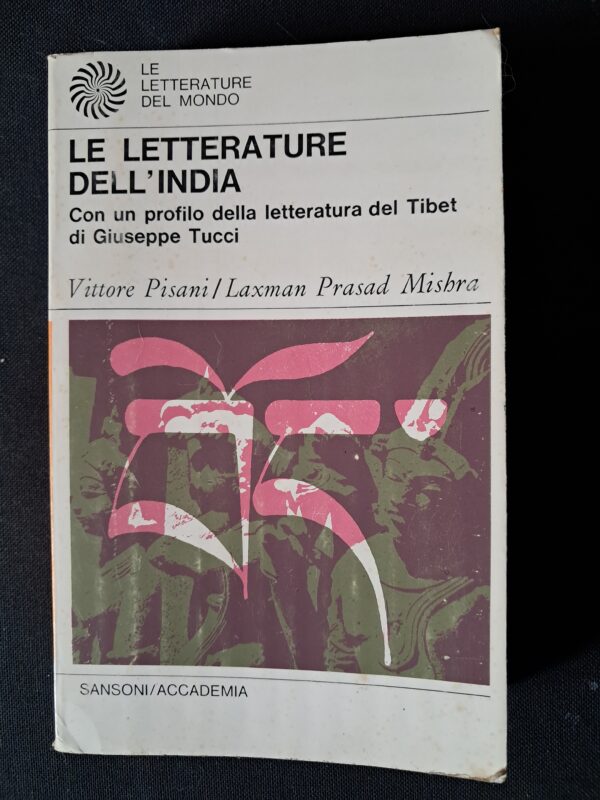 LE
LETTERATURE
DEL MONDO
LE LETTERATURE
DELL'INDIA
Con un profilo della letteratura del Tibet
di Giuseppe Tucci
Vittore Pisani/Laxman Prasad Mishra
བོད་
SANSONI/ACCADEMIA